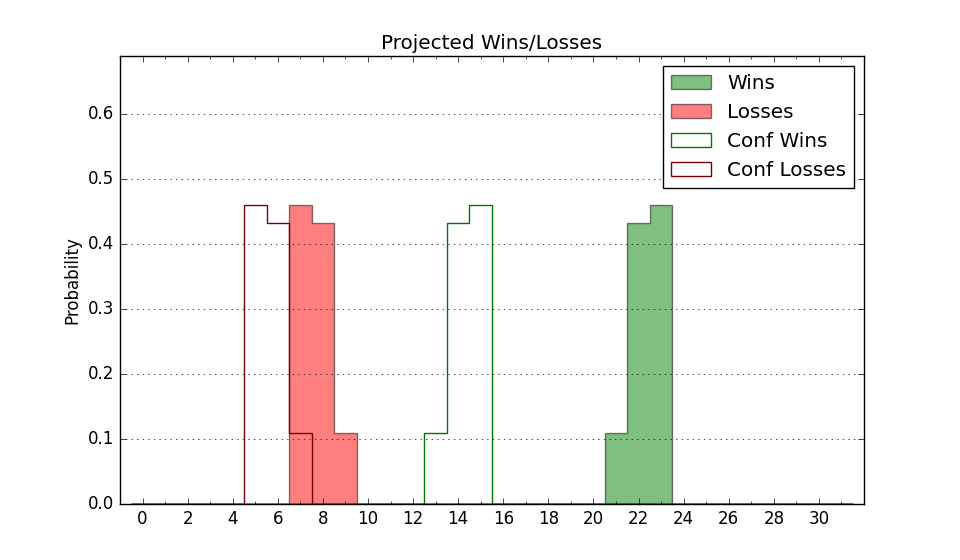 Projected Wins/Losses
Wins
Losses
Conf Wins
Conf Losses
Probability
0.6
0.5
0.4
0.3
0.2
0.1
0.0
0 2 4 6 8 10 12 14 16 18 20 22 24 26 28 30